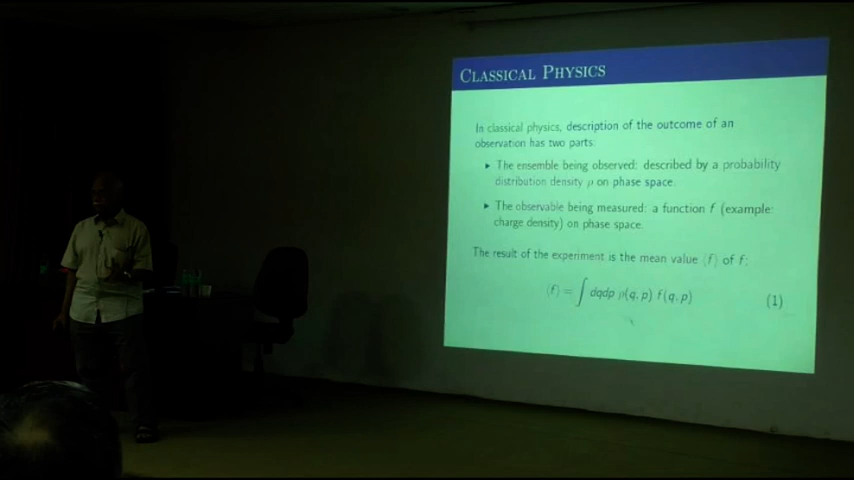 CLASSICAL PHYSICS
In classical physics, description of the outcome of an
observation has two parts:
▸ The ensemble being observed: described by a probability
distribution density ρ on phase space.
▸ The observable being measured: a function f (example:
charge density) on phase space.
The result of the experiment is the mean value ⟨f⟩ of f:
⟨f⟩ = ∫ dqdp ρ(q, p) f(q, p) (1)